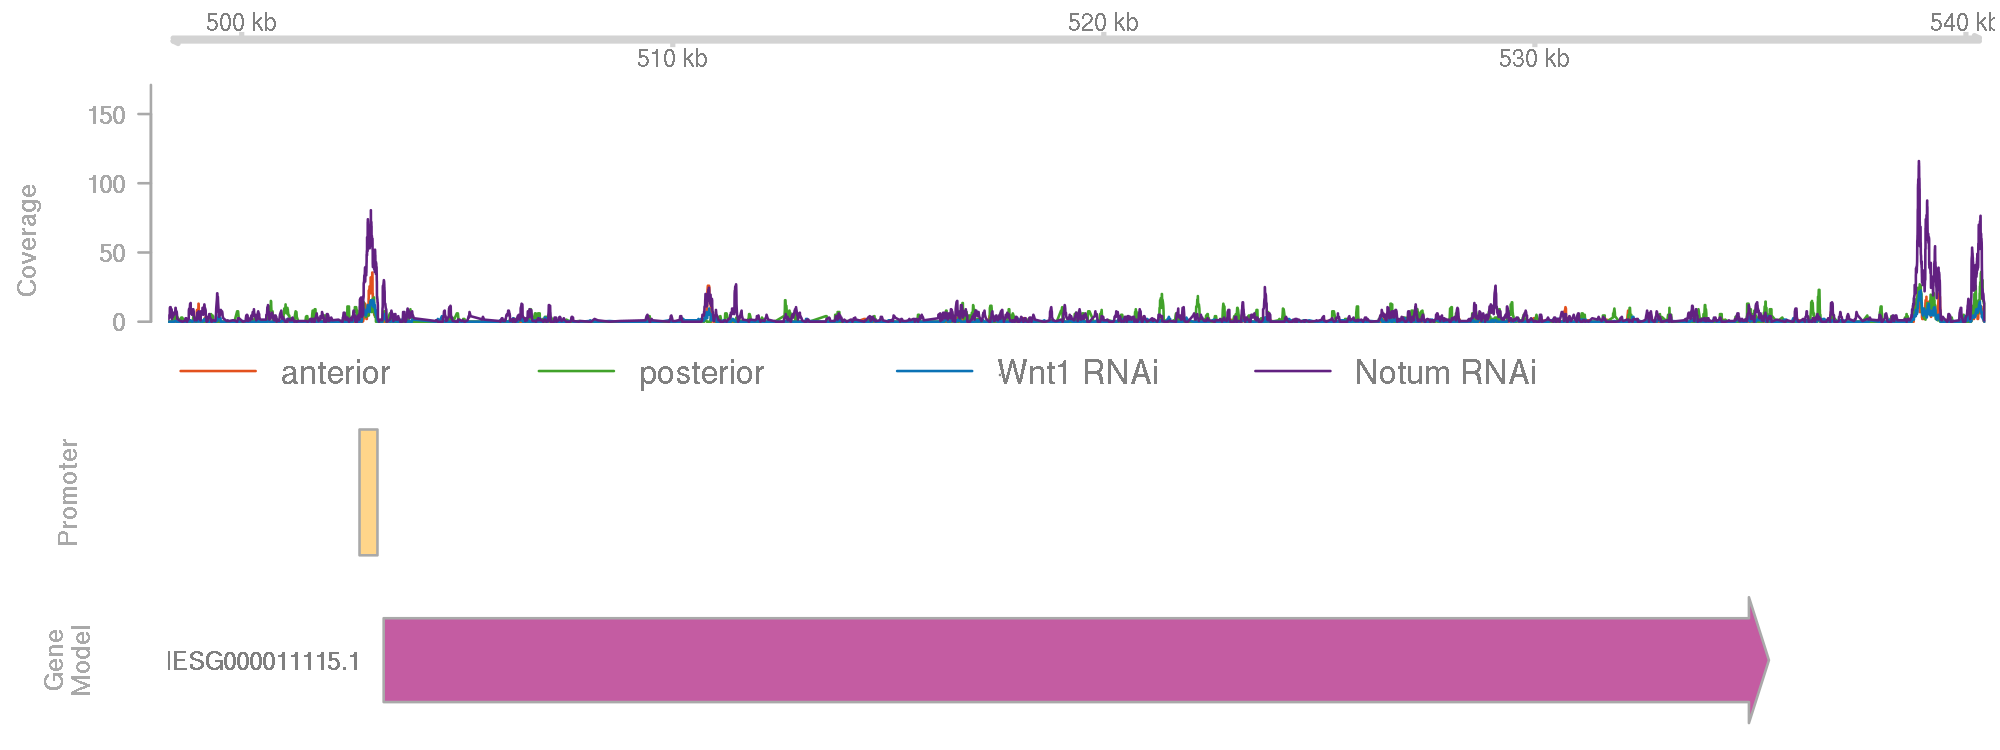 500 kb
520 kb
540 kb
510 kb
530 kb
150
100
50
0
Coverage
anterior
posterior
Wnt1 RNAi
Notum RNAi
Promoter
Gene
Model
IESG000011115.1